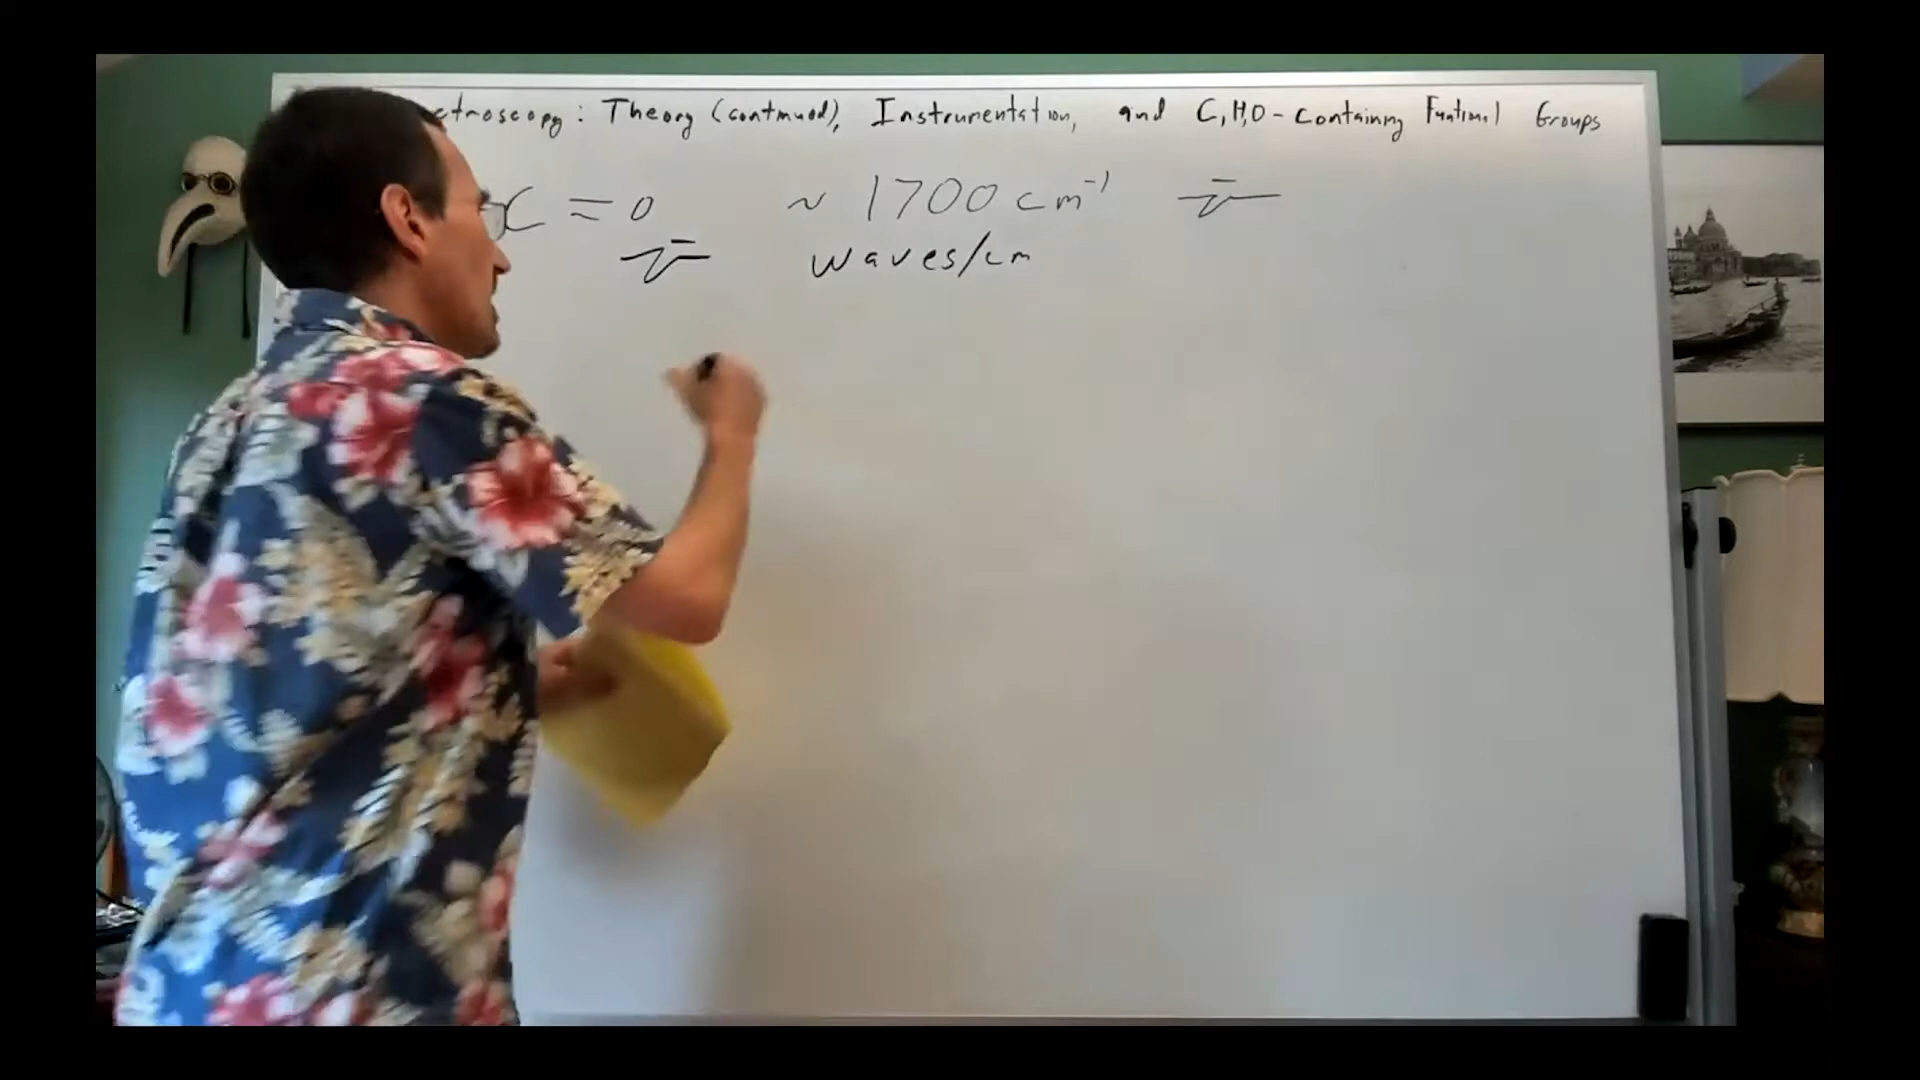 ctroscopy: Theory (continued), Instrumentation, and C,H,O-containing Functional Groups
C=O ~1700 cm⁻¹ ν̅
ν̅ waves/cm